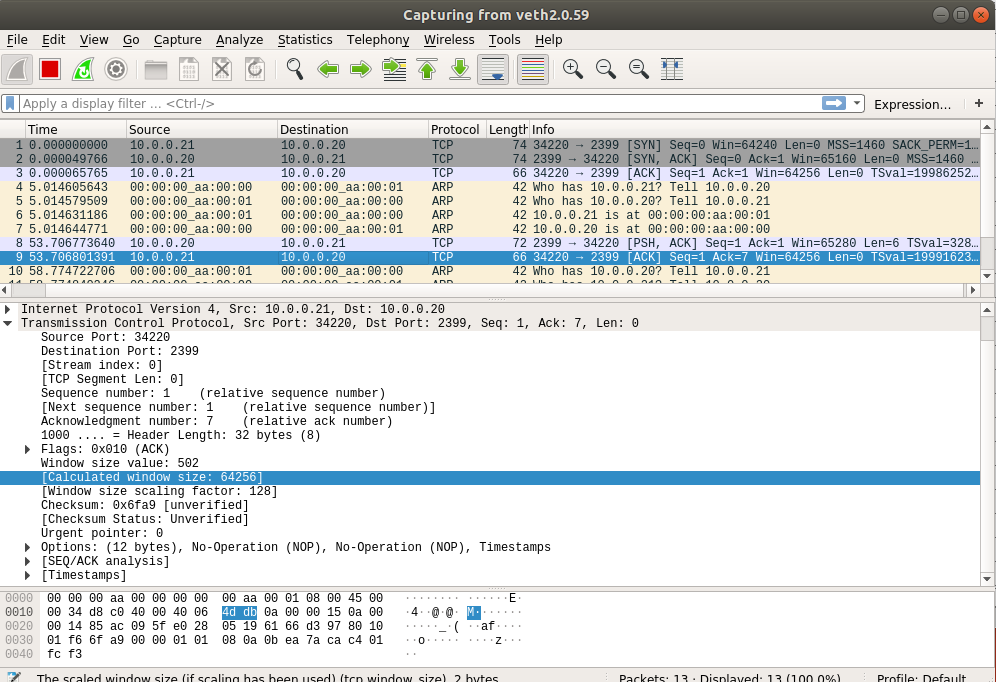 Capturing from veth2.0.59
File Edit View Go Capture Analyze Statistics Telephony Wireless Tools Help
Apply a display filter ... <Ctrl-/> Expression... +
Time Source Destination Protocol Length Info
1 0.000000000 10.0.0.21 10.0.0.20 TCP 74 34220 → 2399 [SYN] Seq=0 Win=64240 Len=0 MSS=1460 SACK_PERM=1…
2 0.000049766 10.0.0.20 10.0.0.21 TCP 74 2399 → 34220 [SYN, ACK] Seq=0 Ack=1 Win=65160 Len=0 MSS=1460 …
3 0.000065765 10.0.0.21 10.0.0.20 TCP 66 34220 → 2399 [ACK] Seq=1 Ack=1 Win=64256 Len=0 TSval=19986252…
4 5.014605643 00:00:00_aa:00:00 00:00:00_aa:00:01 ARP 42 Who has 10.0.0.21? Tell 10.0.0.20
5 5.014579509 00:00:00_aa:00:01 00:00:00_aa:00:00 ARP 42 Who has 10.0.0.20? Tell 10.0.0.21
6 5.014631186 00:00:00_aa:00:01 00:00:00_aa:00:00 ARP 42 10.0.0.21 is at 00:00:00:aa:00:01
7 5.014644771 00:00:00_aa:00:00 00:00:00_aa:00:01 ARP 42 10.0.0.20 is at 00:00:00:aa:00:00
8 53.706773640 10.0.0.20 10.0.0.21 TCP 72 2399 → 34220 [PSH, ACK] Seq=1 Ack=1 Win=65280 Len=6 TSval=328…
9 53.706801391 10.0.0.21 10.0.0.20 TCP 66 34220 → 2399 [ACK] Seq=1 Ack=7 Win=64256 Len=0 TSval=19991623…
10 58.774722706 00:00:00_aa:00:01 00:00:00_aa:00:00 ARP 42 Who has 10.0.0.20? Tell 10.0.0.21
Internet Protocol Version 4, Src: 10.0.0.21, Dst: 10.0.0.20
Transmission Control Protocol, Src Port: 34220, Dst Port: 2399, Seq: 1, Ack: 7, Len: 0
Source Port: 34220
Destination Port: 2399
[Stream index: 0]
[TCP Segment Len: 0]
Sequence number: 1 (relative sequence number)
[Next sequence number: 1 (relative sequence number)]
Acknowledgment number: 7 (relative ack number)
1000 .... = Header Length: 32 bytes (8)
Flags: 0x010 (ACK)
Window size value: 502
[Calculated window size: 64256]
[Window size scaling factor: 128]
Checksum: 0x6fa9 [unverified]
[Checksum Status: Unverified]
Urgent pointer: 0
Options: (12 bytes), No-Operation (NOP), No-Operation (NOP), Timestamps
[SEQ/ACK analysis]
[Timestamps]
0000 00 00 00 aa 00 00 00 00 00 aa 00 01 08 00 45 00 ········ ······E·
0010 00 34 d8 c0 40 00 40 06 4d db 0a 00 00 15 0a 00 ·4··@·@· M·······
0020 00 14 85 ac 09 5f e0 28 05 19 61 66 d3 97 80 10 ·····_·( ··af····
0030 01 f6 6f a9 00 00 01 01 08 0a 0b ea 7a ca c4 01 ··o····· ····z···
0040 fc f3 ··
The scaled window size (if scaling has been used) (tcp.window_size), 2 bytes Packets: 13 · Displayed: 13 (100.0%) Profile: Default